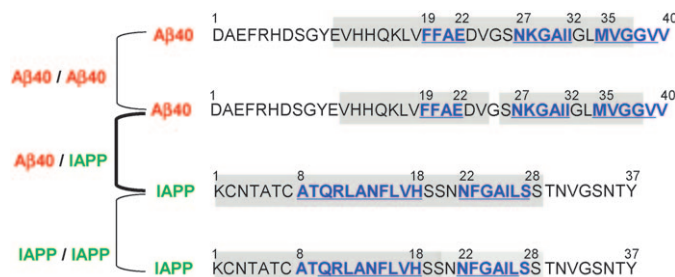 1 19 22 27 32 35 40
Aβ40 DAEFRHDSGYEVHHQKLVFFAEDVGSNKGAIIGLMVGGVV
Aβ40 / Aβ40
1 19 22 27 32 35 40
Aβ40 DAEFRHDSGYEVHHQKLVFFAEDVGSNKGAIIGLMVGGVV
Aβ40 / IAPP
1 8 18 22 28 37
IAPP KCNTATCATQRLANFLVHSSNNFGAILSSTNVGSNTY
IAPP / IAPP
1 8 18 22 28 37
IAPP KCNTATCATQRLANFLVHSSNNFGAILSSTNVGSNTY